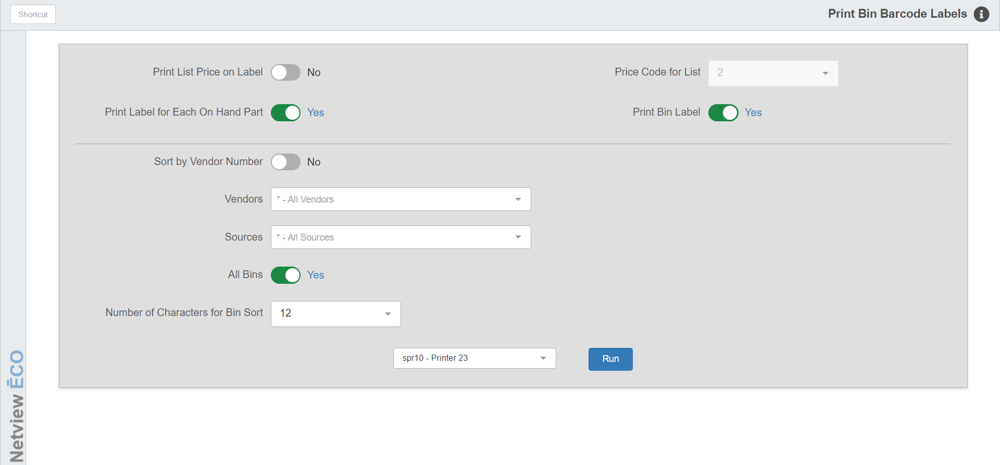 Shortcut
Print Bin Barcode Labels
Print List Price on Label No
Price Code for List 2
Print Label for Each On Hand Part Yes
Print Bin Label Yes
Sort by Vendor Number No
Vendors * - All Vendors
Sources * - All Sources
All Bins Yes
Number of Characters for Bin Sort 12
spr10 - Printer 23
Run
Netview ĒCO